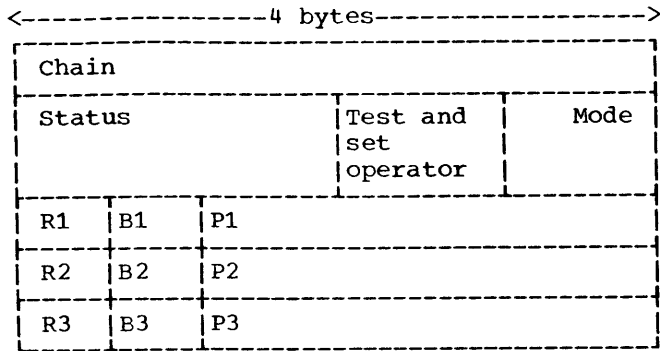 <------------------4 bytes--------------------->
Chain
Status Test and Mode
set
operator
R1 B1 P1
R2 B2 P2
R3 B3 P3